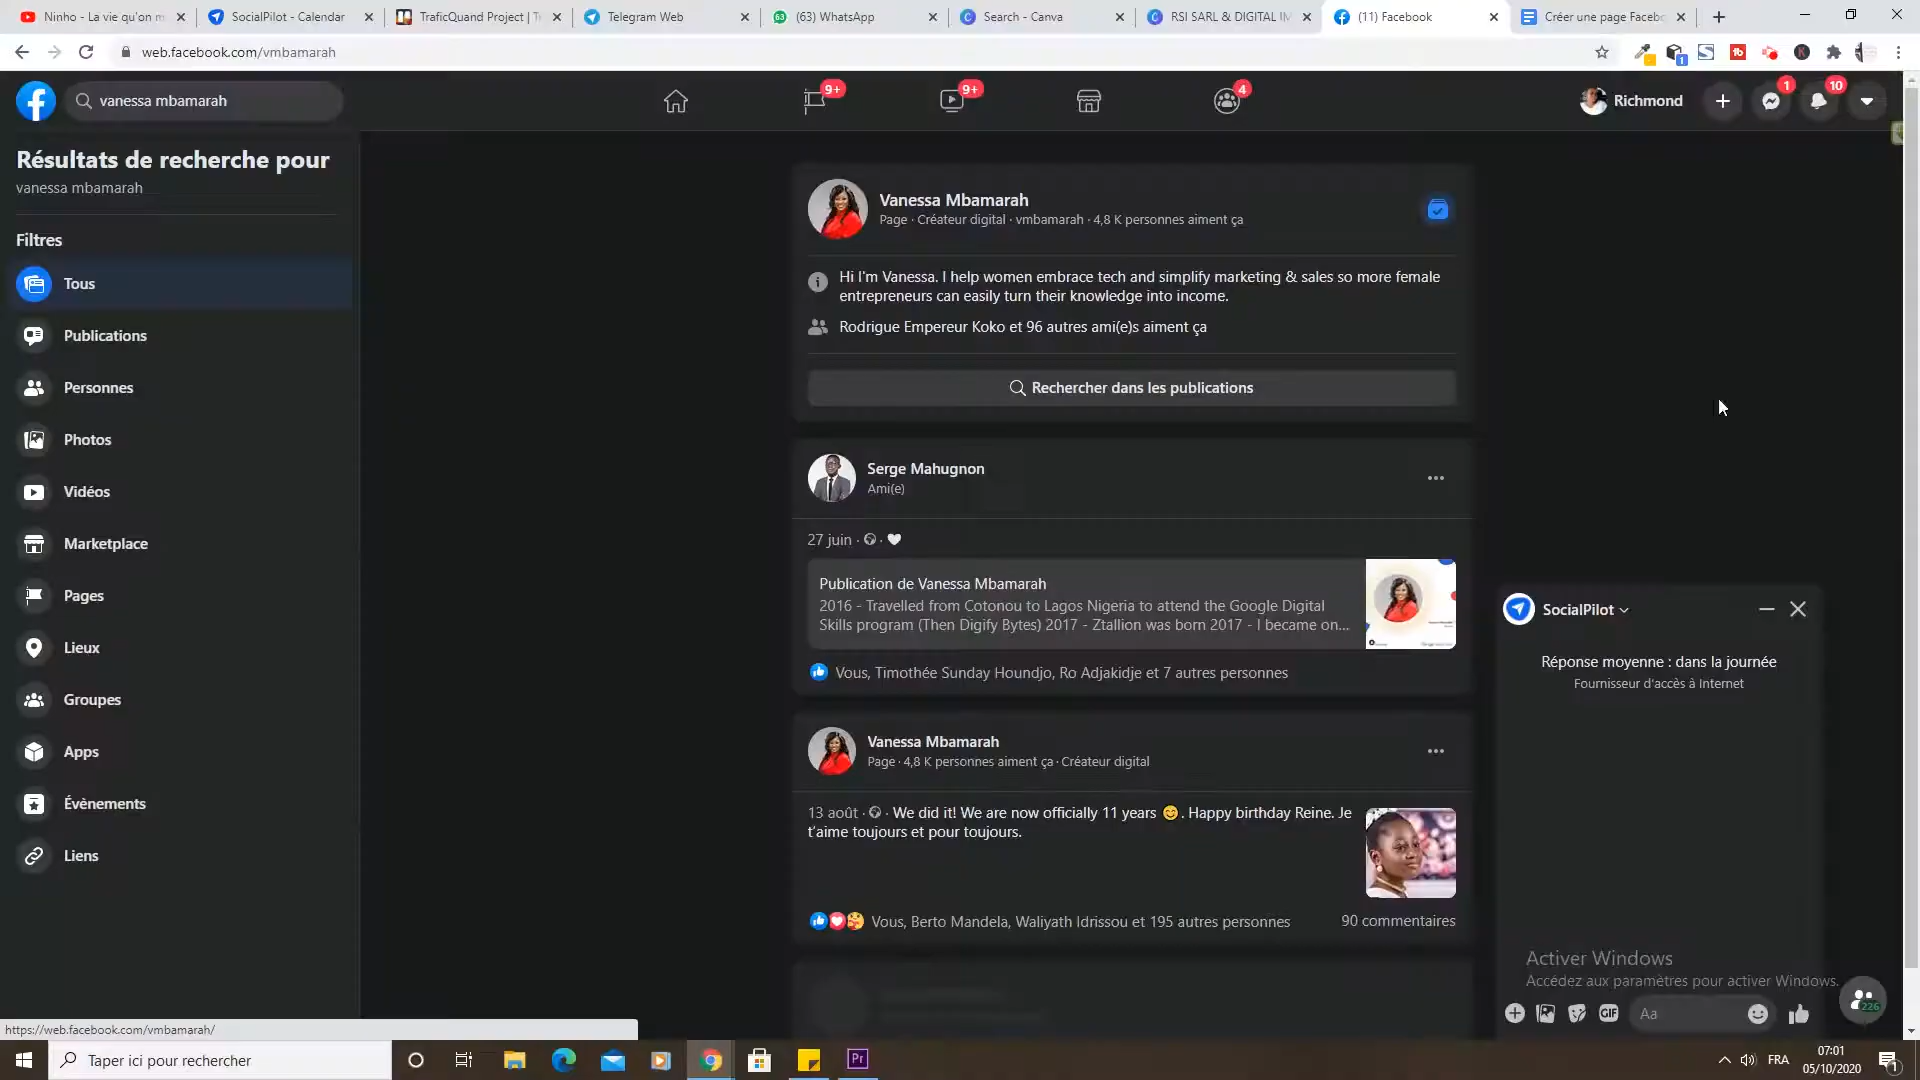 Ninho - La vie qu'on m
SocialPilot - Calendar
TraficQuand Project | T
Telegram Web
(63) WhatsApp
Search - Canva
RSI SARL & DIGITAL IM
(11) Facebook
Créer une page Facebo
web.facebook.com/vmbamarah
vanessa mbamarah
9+
9+
4
Richmond
1
10
Résultats de recherche pour
vanessa mbamarah
Filtres
Tous
Publications
Personnes
Photos
Vidéos
Marketplace
Pages
Lieux
Groupes
Apps
Évènements
Liens
Vanessa Mbamarah
Page · Créateur digital · vmbamarah · 4,8 K personnes aiment ça
Hi I'm Vanessa. I help women embrace tech and simplify marketing & sales so more female
entrepreneurs can easily turn their knowledge into income.
Rodrigue Empereur Koko et 96 autres ami(e)s aiment ça
Rechercher dans les publications
Serge Mahugnon
Ami(e)
27 juin ·
Publication de Vanessa Mbamarah
2016 - Travelled from Cotonou to Lagos Nigeria to attend the Google Digital
Skills program (Then Digify Bytes) 2017 - Ztallion was born 2017 - I became on...
Vous, Timothée Sunday Houndjo, Ro Adjakidje et 7 autres personnes
Vanessa Mbamarah
Page · 4,8 K personnes aiment ça · Créateur digital
13 août · We did it! We are now officially 11 years 😊. Happy birthday Reine. Je
t'aime toujours et pour toujours.
Vous, Berto Mandela, Waliyath Idrissou et 195 autres personnes
90 commentaires
SocialPilot
Réponse moyenne : dans la journée
Fournisseur d'accès à Internet
Activer Windows
Accédez aux paramètres pour activer Windows.
GIF
Aa
226
https://web.facebook.com/vmbamarah/
Taper ici pour rechercher
Pr
FRA
07:01
05/10/2020
1